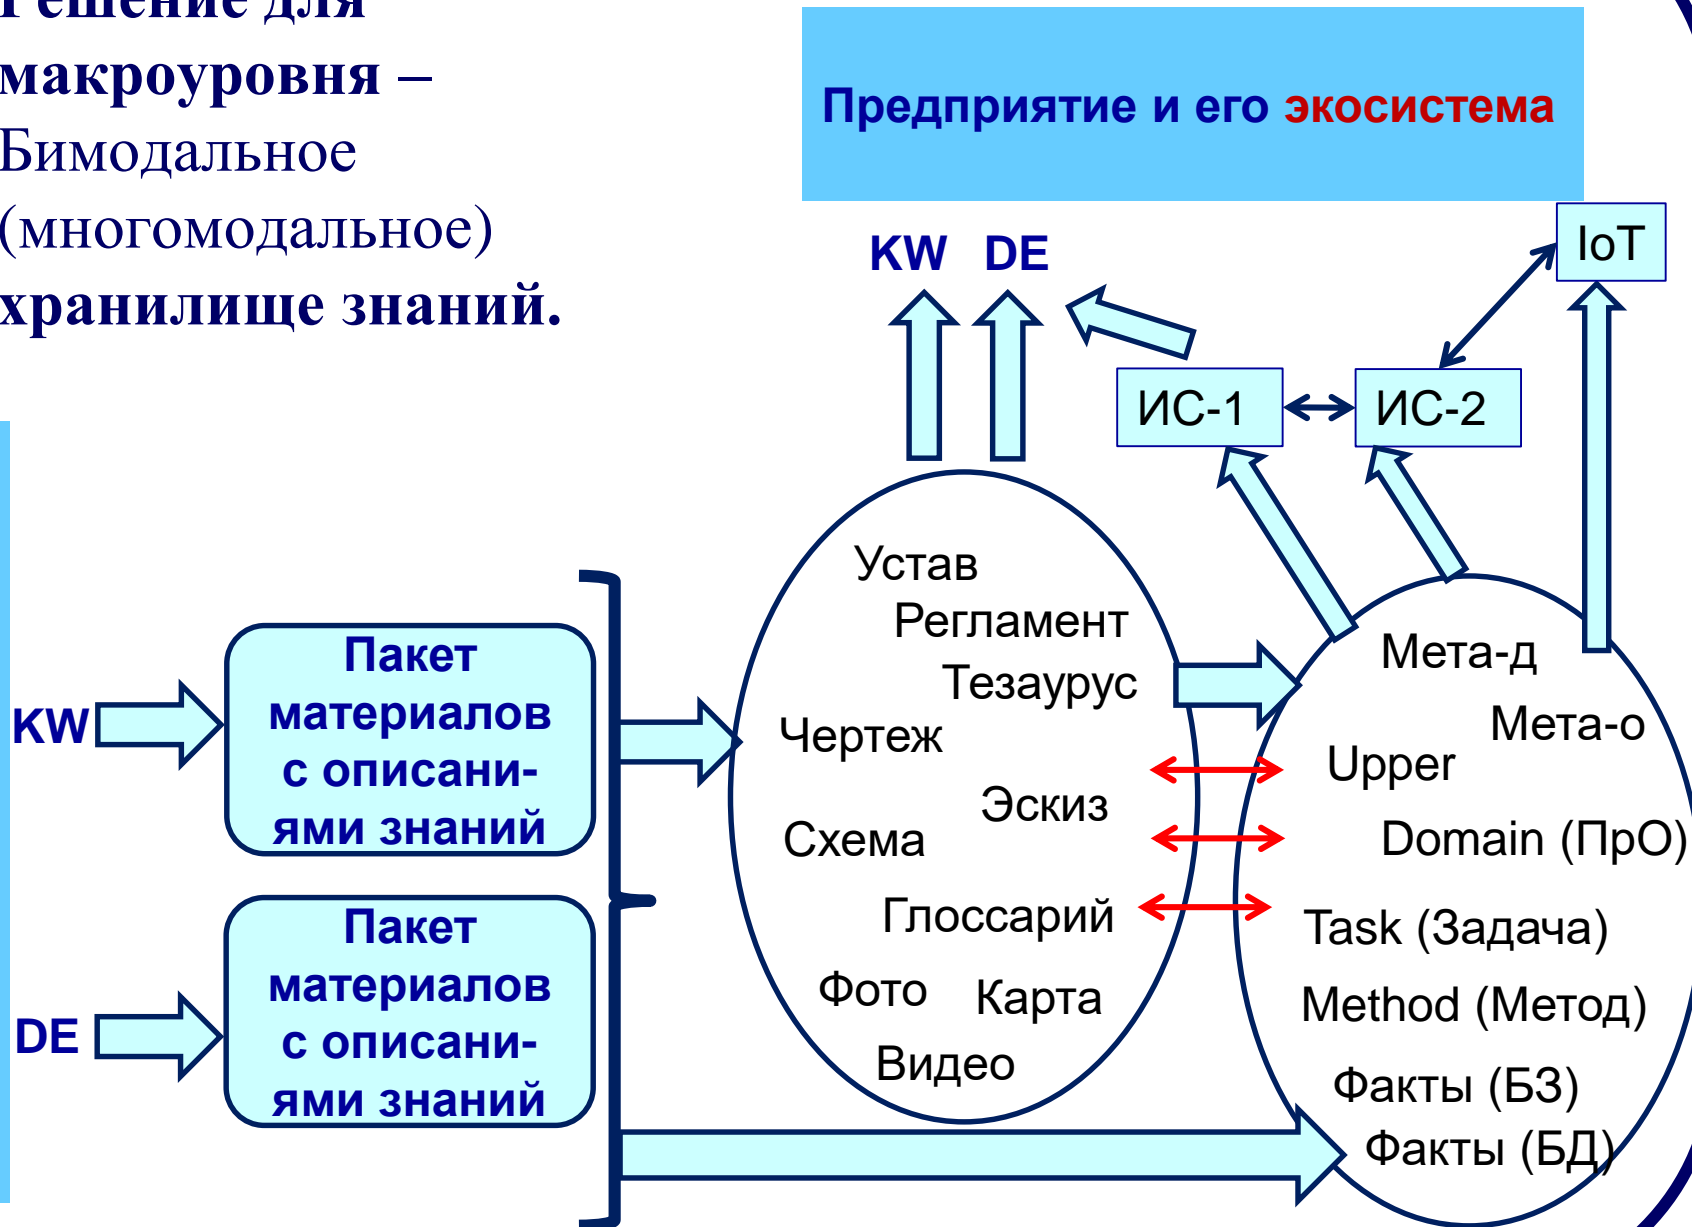 Решение для
макроуровня –
Бимодальное
(многомодальное)
хранилище знаний.
Предприятие и его экосистема
KW DE
IoT
ИС-1
ИС-2
KW
Пакет
материалов
с описани-
ями знаний
DE
Пакет
материалов
с описани-
ями знаний
Устав
Регламент
Тезаурус
Чертеж
Эскиз
Схема
Глоссарий
Фото
Карта
Видео
Мета-д
Мета-о
Upper
Domain (ПрО)
Task (Задача)
Method (Метод)
Факты (БЗ)
Факты (БД)